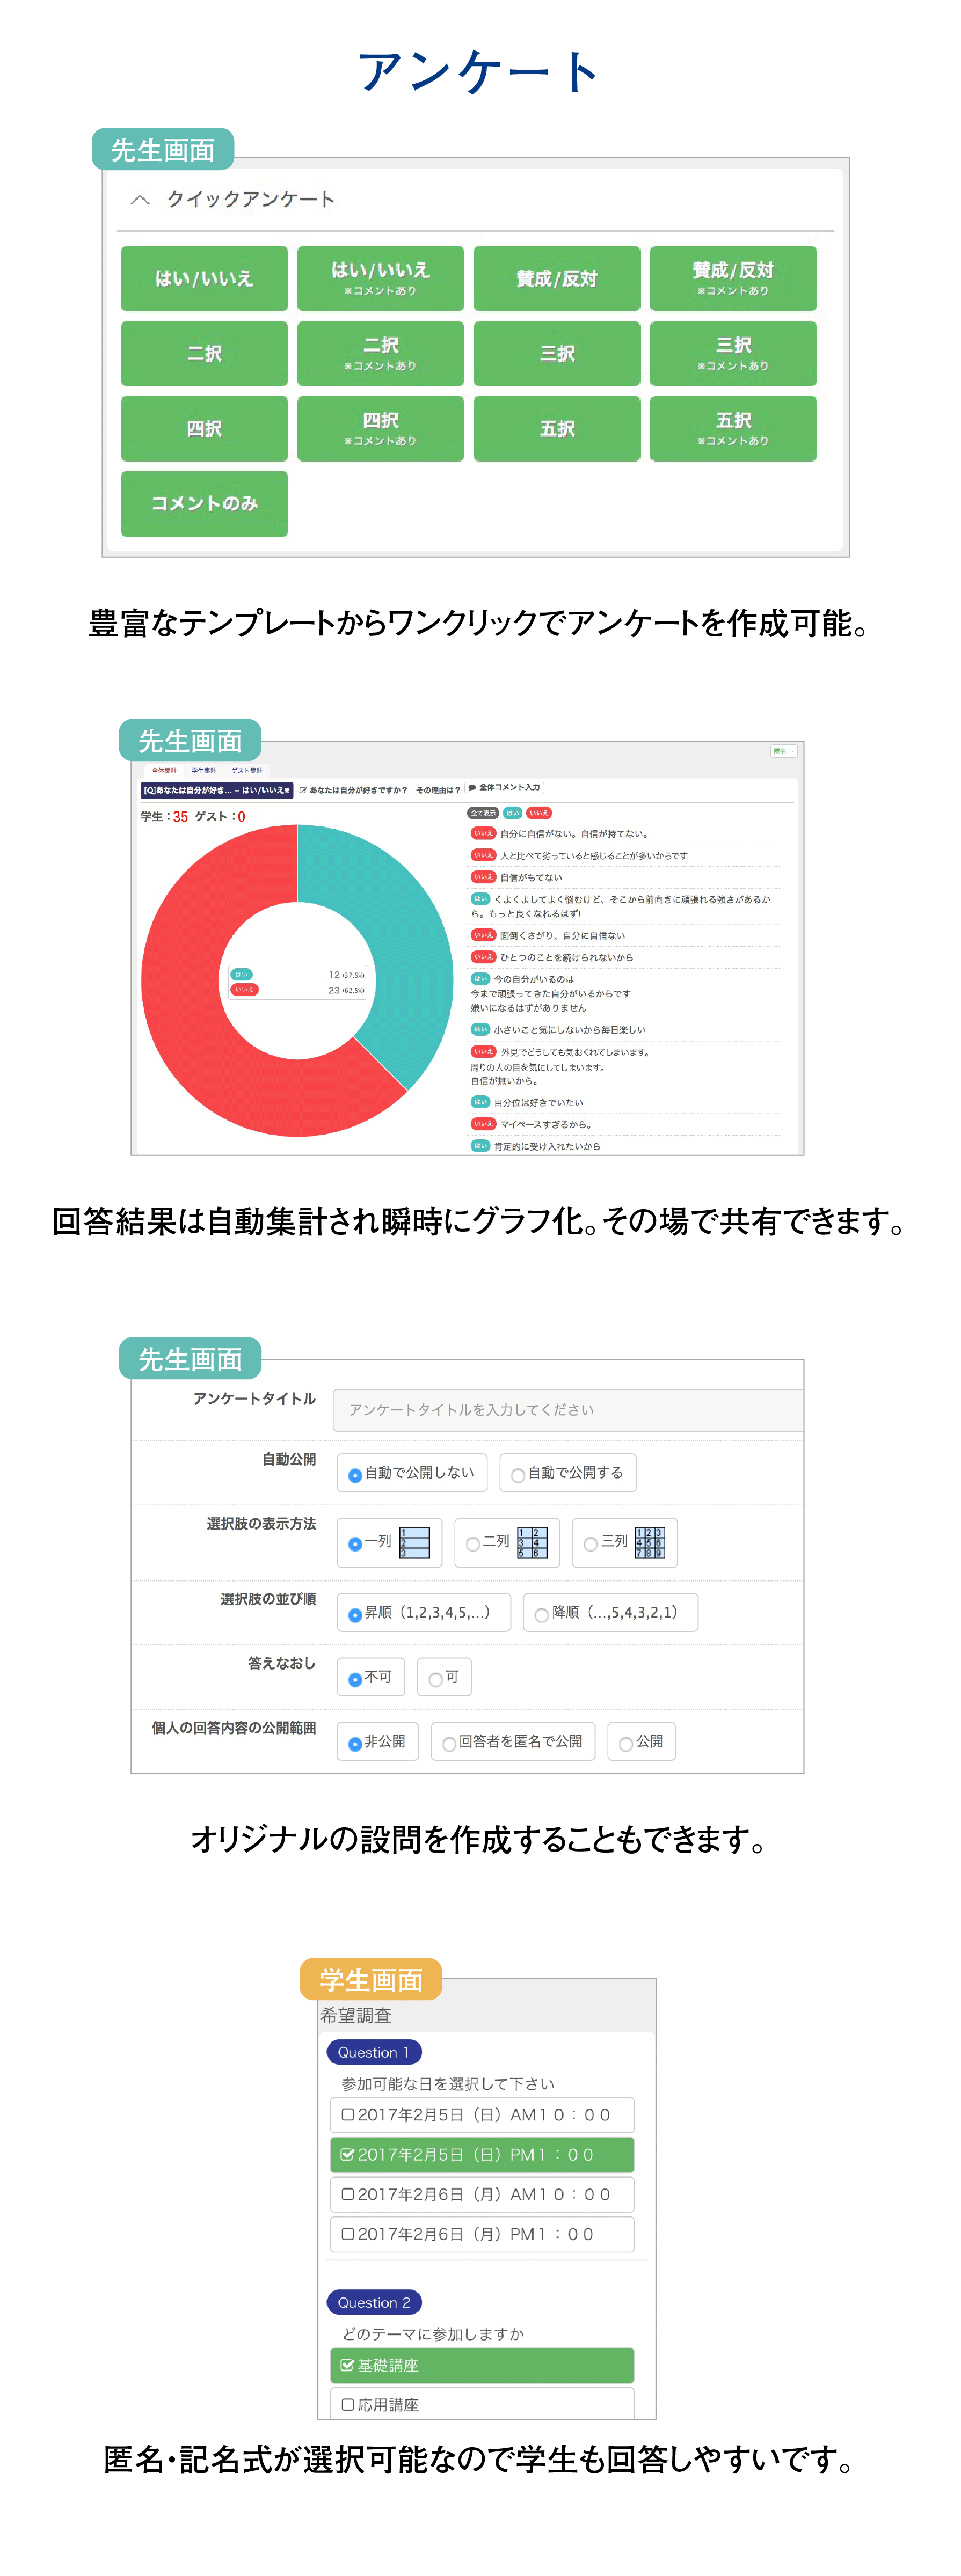 アンケート
先生画面
クイックアンケート
はい/いいえ
はい/いいえ
※コメントあり
賛成/反対
賛成/反対
※コメントあり
二択
二択
※コメントあり
三択
三択
※コメントあり
四択
四択
※コメントあり
五択
五択
※コメントあり
コメントのみ
豊富なテンプレートからワンクリックでアンケートを作成可能。
先生画面
匿名
全体集計 学生集計 ゲスト集計
[Q]あなたは自分が好き... – はい/いいえ※ あなたは自分が好きですか？ その理由は？ 全体コメント入力
学生：35 ゲスト：0
全て表示 はい いいえ
いいえ 自分に自信がない。自信が持てない。
いいえ 人と比べて劣っていると感じることが多いからです
いいえ 自信がもてない
はい くよくよしてよく悩むけど、そこから前向きに頑張れる強さがあるか
ら。もっと良くなれるはず!
いいえ 面倒くさがり、自分に自信ない
いいえ ひとつのことを続けられないから
はい 今の自分がいるのは
今まで頑張ってきた自分がいるからです
嫌いになるはずがありません
はい 小さいこと気にしないから毎日楽しい
いいえ 外見でどうしても気おくれてしまいます。
周りの人の目を気にしてしまいます。
自信が無いから。
はい 自分位は好きでいたい
いいえ マイペースすぎるから。
はい 肯定的に受け入れたいから
はい 12 (37.5%)
いいえ 23 (62.5%)
回答結果は自動集計され瞬時にグラフ化。その場で共有できます。
先生画面
アンケートタイトル アンケートタイトルを入力してください
自動公開 自動で公開しない 自動で公開する
選択肢の表示方法 一列 1 2 3 二列 1 2 3 4 5 6 三列 1 2 3 4 5 6 7 8 9
選択肢の並び順 昇順（1,2,3,4,5,...） 降順（...,5,4,3,2,1）
答えなおし 不可 可
個人の回答内容の公開範囲 非公開 回答者を匿名で公開 公開
オリジナルの設問を作成することもできます。
学生画面
希望調査
Question 1
参加可能な日を選択して下さい
2017年2月5日（日）AM１０：００
2017年2月5日（日）PM１：００
2017年2月6日（月）AM１０：００
2017年2月6日（月）PM１：００
Question 2
どのテーマに参加しますか
基礎講座
応用講座
匿名・記名式が選択可能なので学生も回答しやすいです。